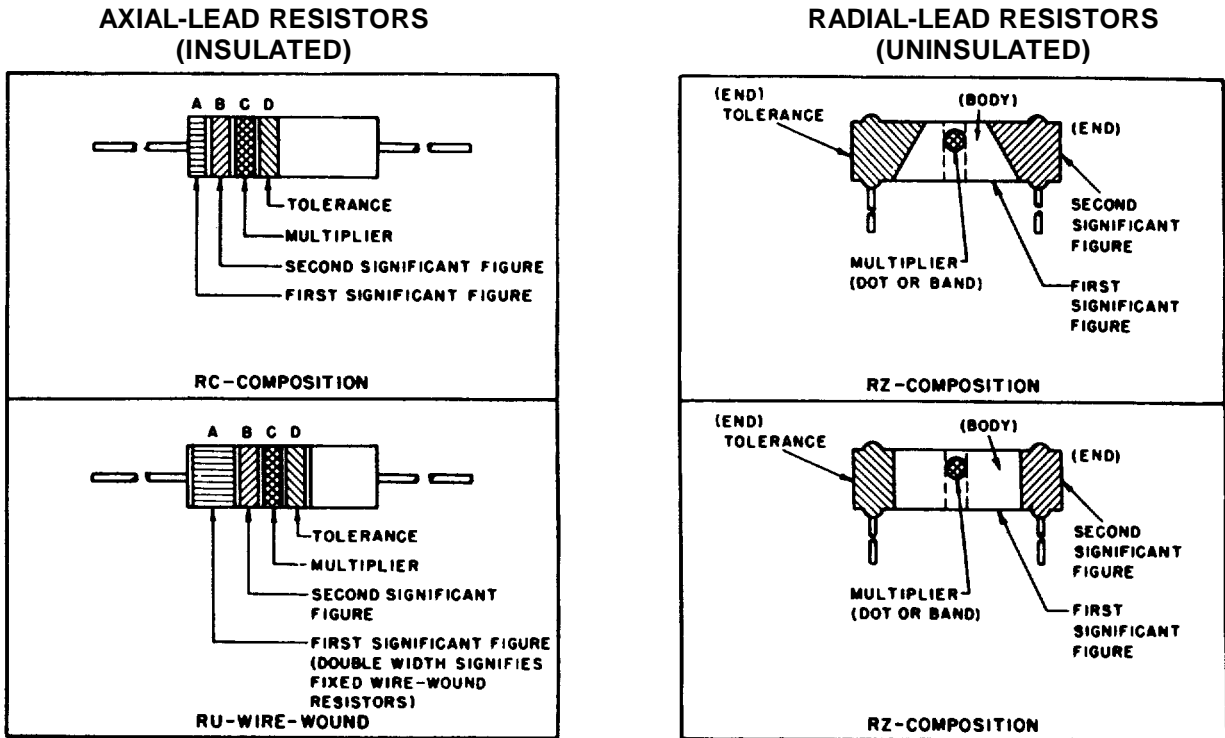 AXIAL-LEAD RESISTORS
(INSULATED)
A B C D
TOLERANCE
MULTIPLIER
SECOND SIGNIFICANT FIGURE
FIRST SIGNIFICANT FIGURE
RC-COMPOSITION
A B C D
TOLERANCE
MULTIPLIER
SECOND SIGNIFICANT
FIGURE
FIRST SIGNIFICANT FIGURE
(DOUBLE WIDTH SIGNIFIES
FIXED WIRE-WOUND
RESISTORS)
RU-WIRE-WOUND
RADIAL-LEAD RESISTORS
(UNINSULATED)
(END)
TOLERANCE
(BODY)
(END)
SECOND
SIGNIFICANT
FIGURE
MULTIPLIER
(DOT OR BAND)
FIRST
SIGNIFICANT
FIGURE
RZ-COMPOSITION
(END)
TOLERANCE
(BODY)
(END)
SECOND
SIGNIFICANT
FIGURE
MULTIPLIER
(DOT OR BAND)
FIRST
SIGNIFICANT
FIGURE
RZ-COMPOSITION